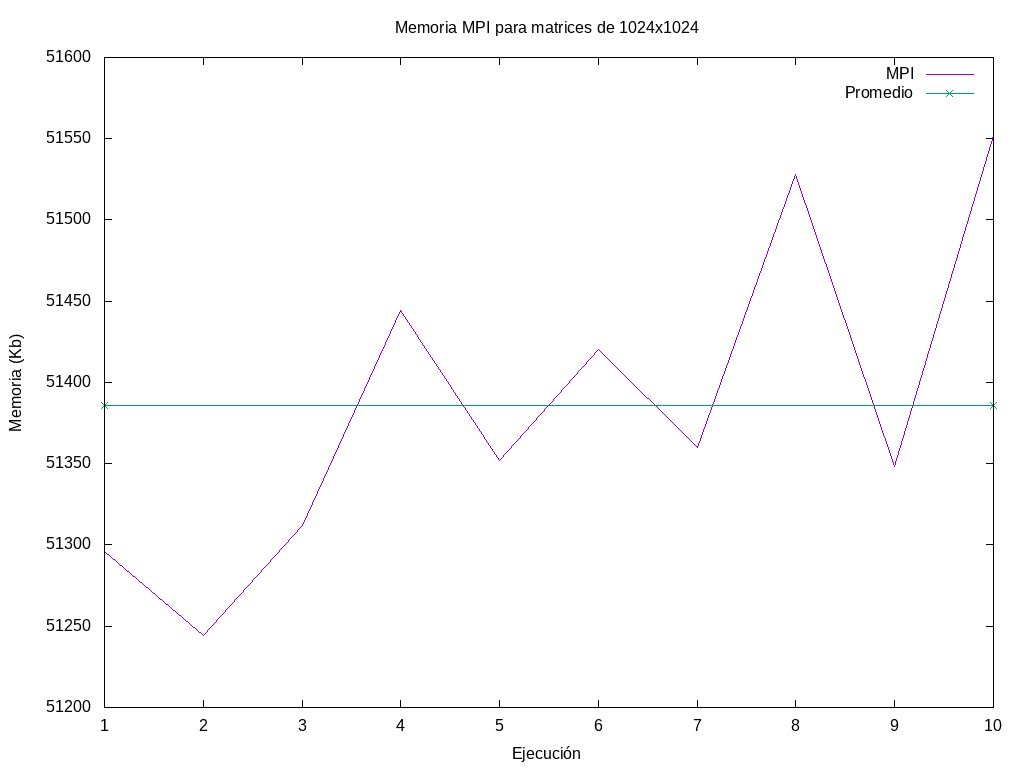 Memoria MPI para matrices de 1024x1024
MPI
Promedio
51600
51550
51500
51450
51400
51350
51300
51250
51200
Memoria (Kb)
1 2 3 4 5 6 7 8 9 10
Ejecución